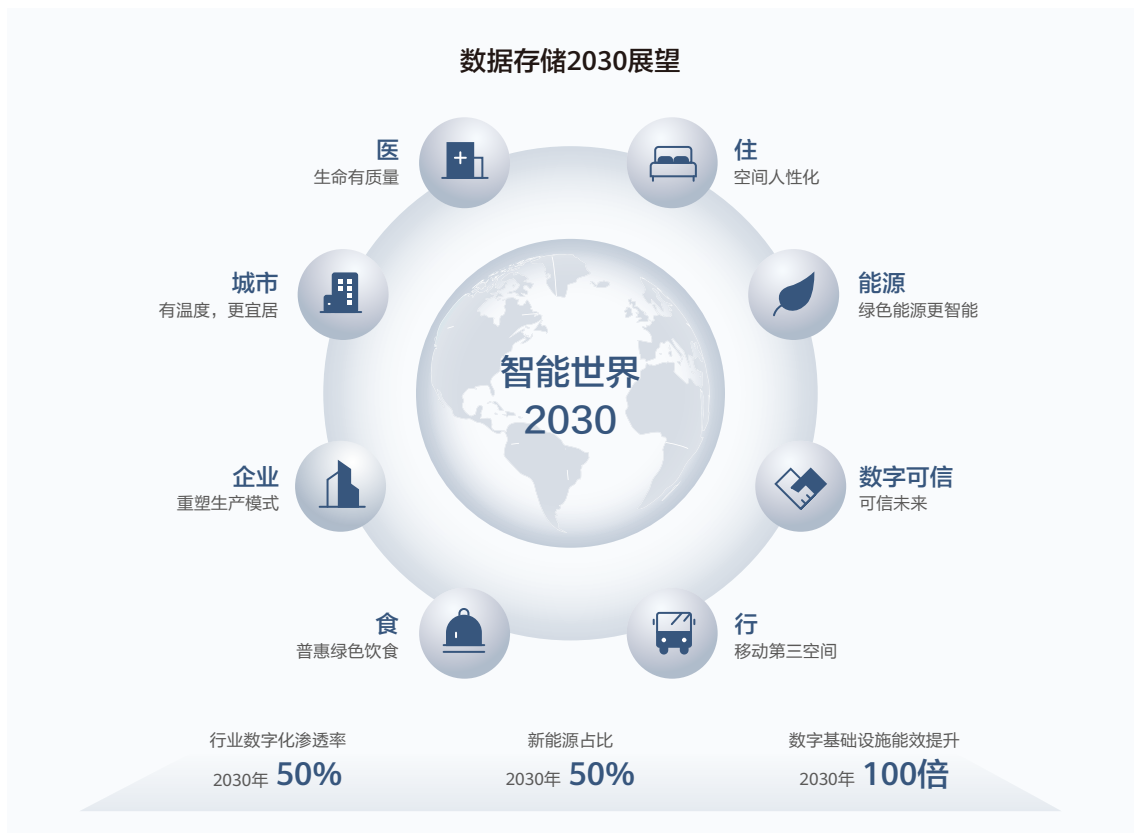 数据存储2030展望
医
生命有质量
住
空间人性化
城市
有温度，更宜居
能源
绿色能源更智能
智能世界
2030
企业
重塑生产模式
数字可信
可信未来
食
普惠绿色饮食
行
移动第三空间
行业数字化渗透率
2030年 50%
新能源占比
2030年 50%
数字基础设施能效提升
2030年 100倍